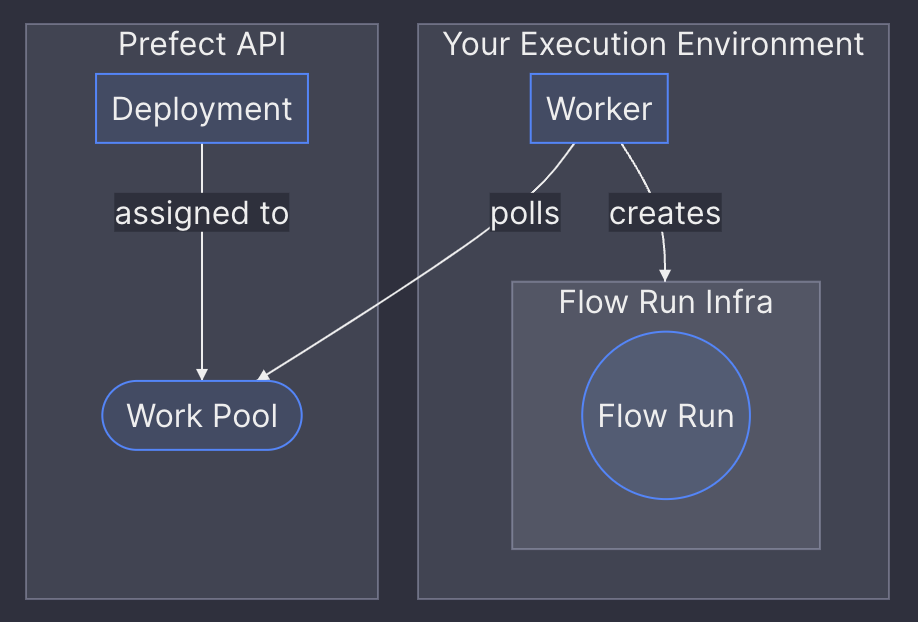 Prefect API
Deployment
assigned to
Work Pool
Your Execution Environment
Worker
polls
creates
Flow Run Infra
Flow Run